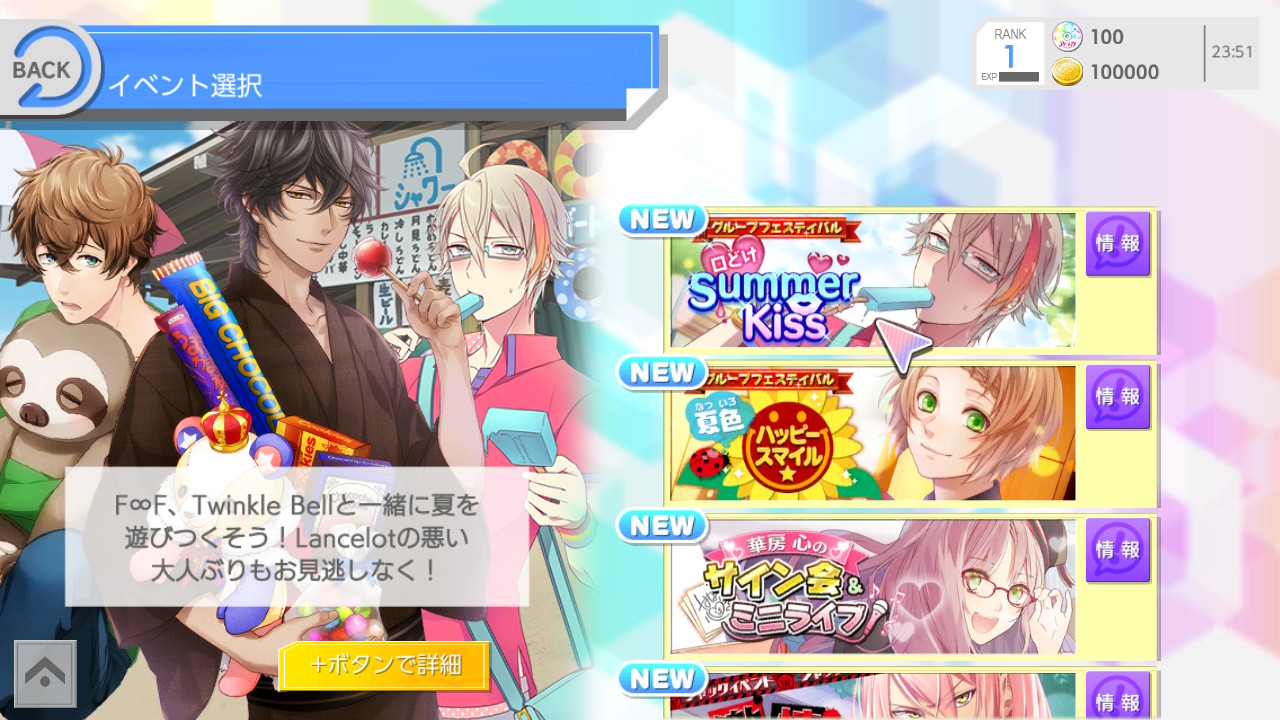 BACK
イベント選択
RANK
1
EXP
100
100000
23:51
シャワー
生ビール
BIG CHOCO
F∞F、Twinkle Bellと一緒に夏を
遊びつくそう!Lancelotの悪い
大人ぶりもお見逃しなく!
+ボタンで詳細
NEW
グループフェスティバル
口どけ
Summer
Kiss
情報
NEW
グループフェスティバル
なついろ
夏色
ハッピー
スマイル
情報
NEW
華房 心の
サイン会&
ミニライブ
情報
NEW
情報